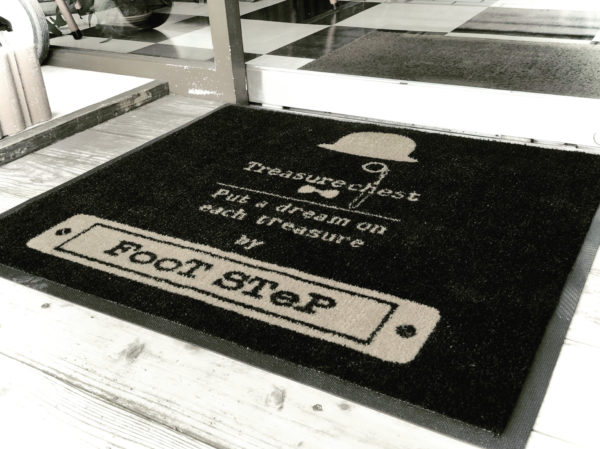 Treasurechest
Put a dream on
each treasure
by
FooT STeP